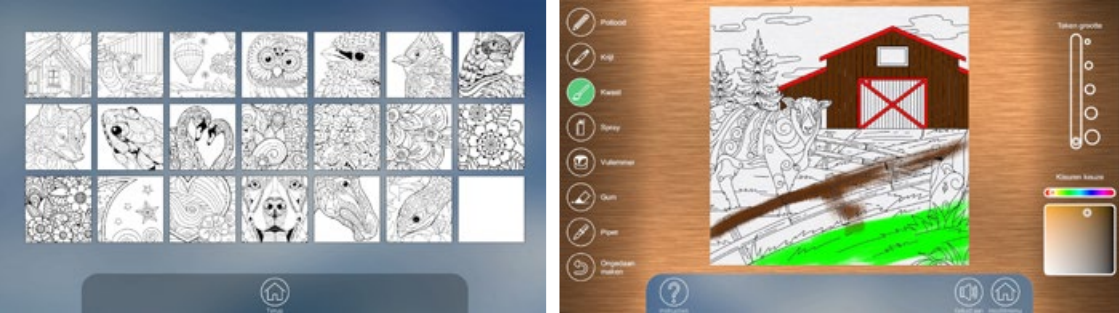 Terug
Potlood
Krijt
Kwast
Spray
Vulemmer
Gum
Pipet
Ongedaan
maken
Teken grootte
Kleuren keuze
Instructies
Geluid aan
Hoofdmenu